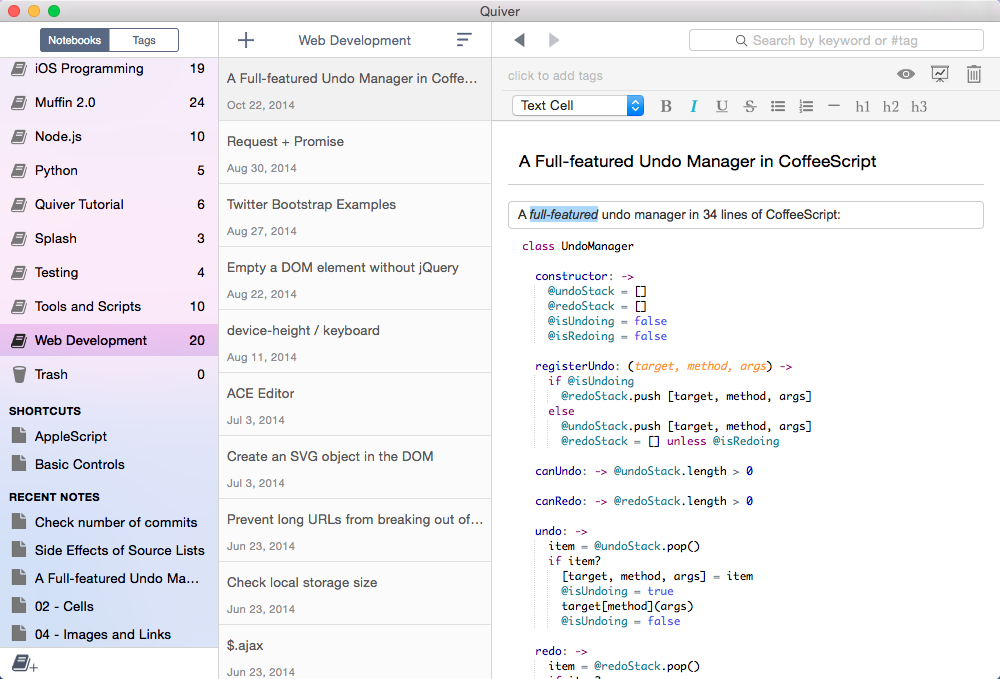 Quiver
Notebooks Tags
iOS Programming 19
Muffin 2.0 24
Node.js 10
Python 5
Quiver Tutorial 6
Splash 3
Testing 4
Tools and Scripts 10
Web Development 20
Trash 0
SHORTCUTS
AppleScript
Basic Controls
RECENT NOTES
Check number of commits
Side Effects of Source Lists
A Full-featured Undo Ma...
02 - Cells
04 - Images and Links
Web Development
A Full-featured Undo Manager in Coffe...
Oct 22, 2014
Request + Promise
Aug 30, 2014
Twitter Bootstrap Examples
Aug 27, 2014
Empty a DOM element without jQuery
Aug 22, 2014
device-height / keyboard
Aug 11, 2014
ACE Editor
Jul 3, 2014
Create an SVG object in the DOM
Jul 3, 2014
Prevent long URLs from breaking out of...
Jun 23, 2014
Check local storage size
Jun 23, 2014
$.ajax
Jun 23, 2014
Search by keyword or #tag
click to add tags
Text Cell B I U S h1 h2 h3
A Full-featured Undo Manager in CoffeeScript
A full-featured undo manager in 34 lines of CoffeeScript:
class UndoManager
constructor: ->
@undoStack = []
@redoStack = []
@isUndoing = false
@isRedoing = false
registerUndo: (target, method, args) ->
if @isUndoing
@redoStack.push [target, method, args]
else
@undoStack.push [target, method, args]
@redoStack = [] unless @isRedoing
canUndo: -> @undoStack.length > 0
canRedo: -> @redoStack.length > 0
undo: ->
item = @undoStack.pop()
if item?
[target, method, args] = item
@isUndoing = true
target[method](args)
@isUndoing = false
redo: ->
item = @redoStack.pop()
if item?